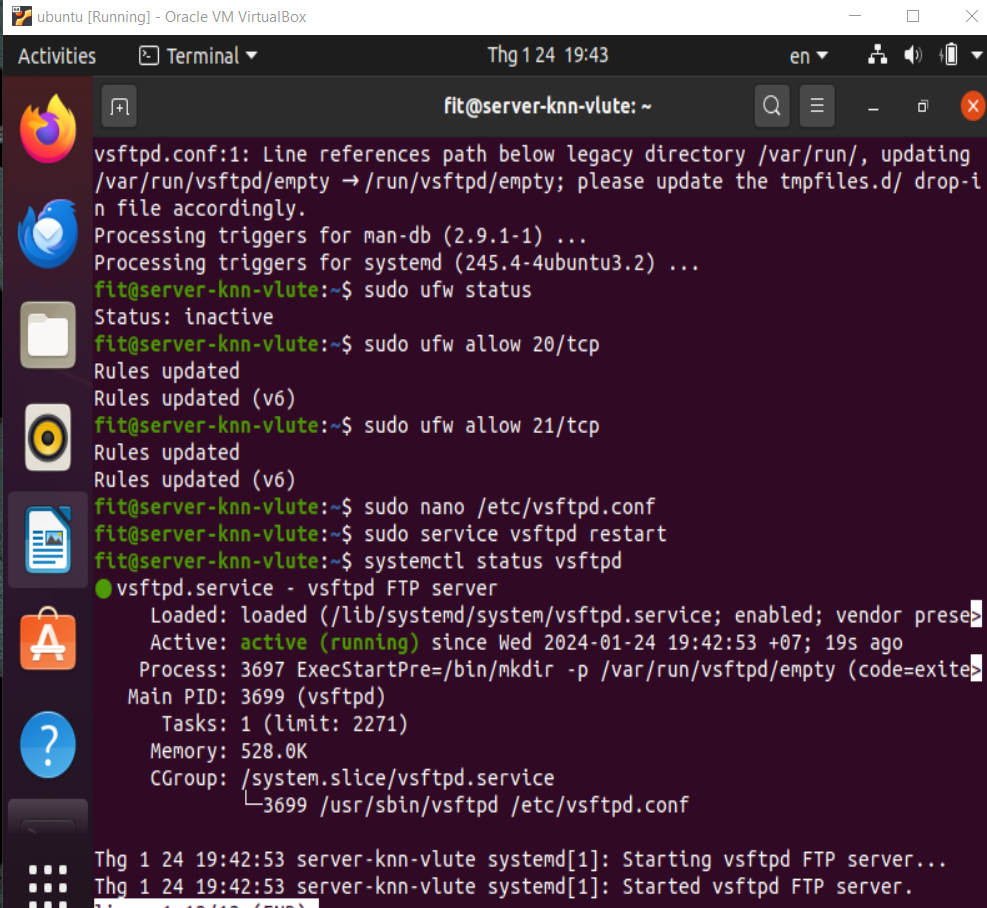 ubuntu [Running] - Oracle VM VirtualBox
Activities
Terminal
Thg 1 24 19:43
en
fit@server-knn-vlute: ~
vsftpd.conf:1: Line references path below legacy directory /var/run/, updating
/var/run/vsftpd/empty → /run/vsftpd/empty; please update the tmpfiles.d/ drop-i
n file accordingly.
Processing triggers for man-db (2.9.1-1) ...
Processing triggers for systemd (245.4-4ubuntu3.2) ...
fit@server-knn-vlute:~$ sudo ufw status
Status: inactive
fit@server-knn-vlute:~$ sudo ufw allow 20/tcp
Rules updated
Rules updated (v6)
fit@server-knn-vlute:~$ sudo ufw allow 21/tcp
Rules updated
Rules updated (v6)
fit@server-knn-vlute:~$ sudo nano /etc/vsftpd.conf
fit@server-knn-vlute:~$ sudo service vsftpd restart
fit@server-knn-vlute:~$ systemctl status vsftpd
● vsftpd.service - vsftpd FTP server
Loaded: loaded (/lib/systemd/system/vsftpd.service; enabled; vendor prese>
Active: active (running) since Wed 2024-01-24 19:42:53 +07; 19s ago
Process: 3697 ExecStartPre=/bin/mkdir -p /var/run/vsftpd/empty (code=exite>
Main PID: 3699 (vsftpd)
Tasks: 1 (limit: 2271)
Memory: 528.0K
CGroup: /system.slice/vsftpd.service
└─3699 /usr/sbin/vsftpd /etc/vsftpd.conf
Thg 1 24 19:42:53 server-knn-vlute systemd[1]: Starting vsftpd FTP server...
Thg 1 24 19:42:53 server-knn-vlute systemd[1]: Started vsftpd FTP server.